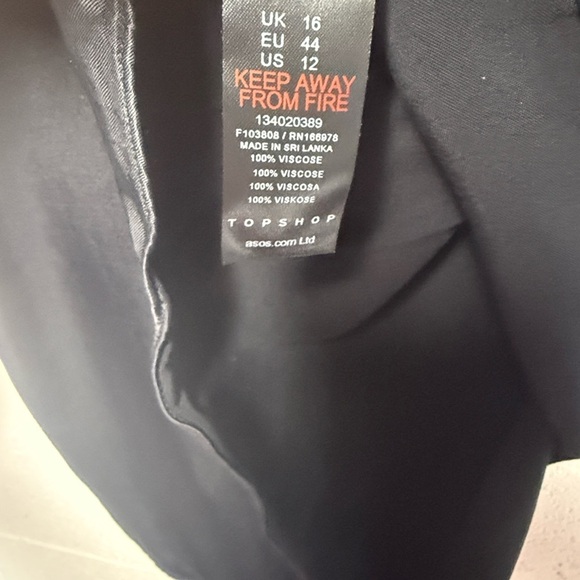 UK 16
EU 44
US 12
KEEP AWAY
FROM FIRE
134020389
F103808 / RN166978
MADE IN SRI LANKA
100% VISCOSE
100% VISCOSE
100% VISCOSA
100% VISKOSE
TOPSHOP
asos.com Ltd